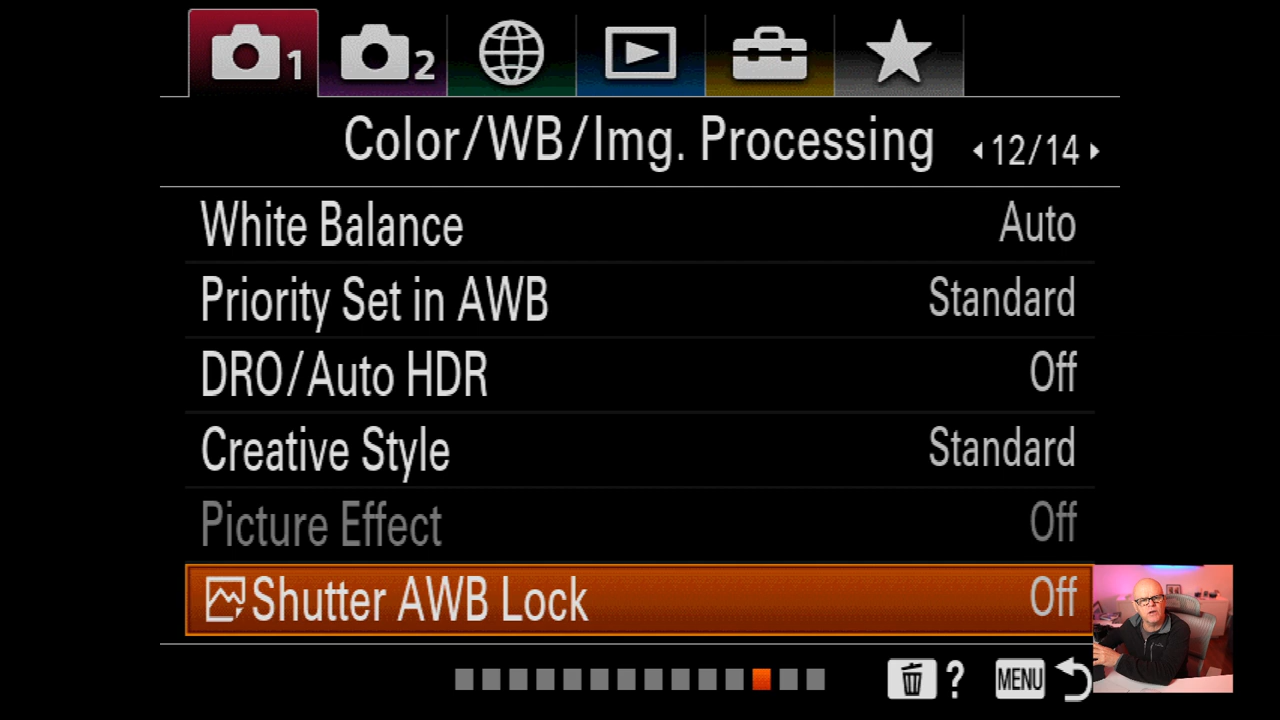 1 2
Color/WB/Img. Processing 12/14
White Balance Auto
Priority Set in AWB Standard
DRO/Auto HDR Off
Creative Style Standard
Picture Effect Off
Shutter AWB Lock Off
? MENU